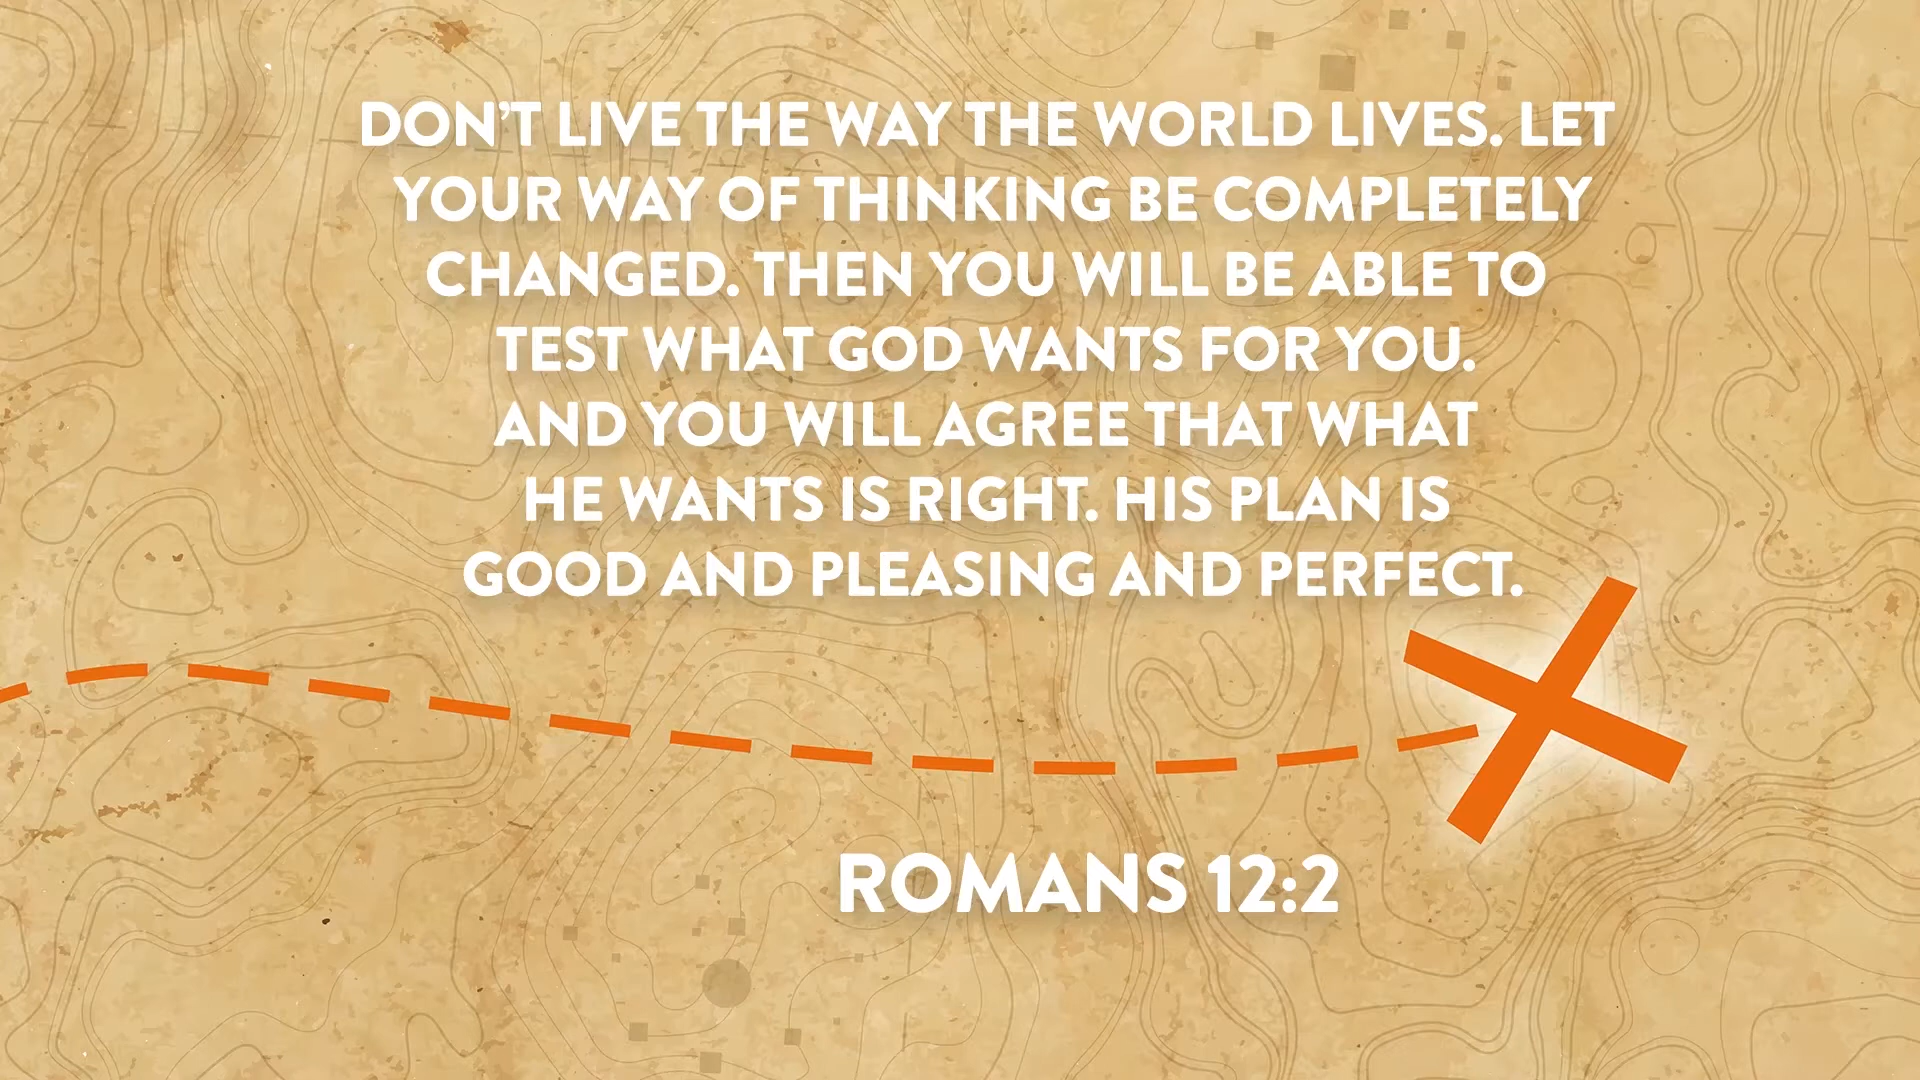 DON’T LIVE THE WAY THE WORLD LIVES. LET
YOUR WAY OF THINKING BE COMPLETELY
CHANGED. THEN YOU WILL BE ABLE TO
TEST WHAT GOD WANTS FOR YOU.
AND YOU WILL AGREE THAT WHAT
HE WANTS IS RIGHT. HIS PLAN IS
GOOD AND PLEASING AND PERFECT.
ROMANS 12:2